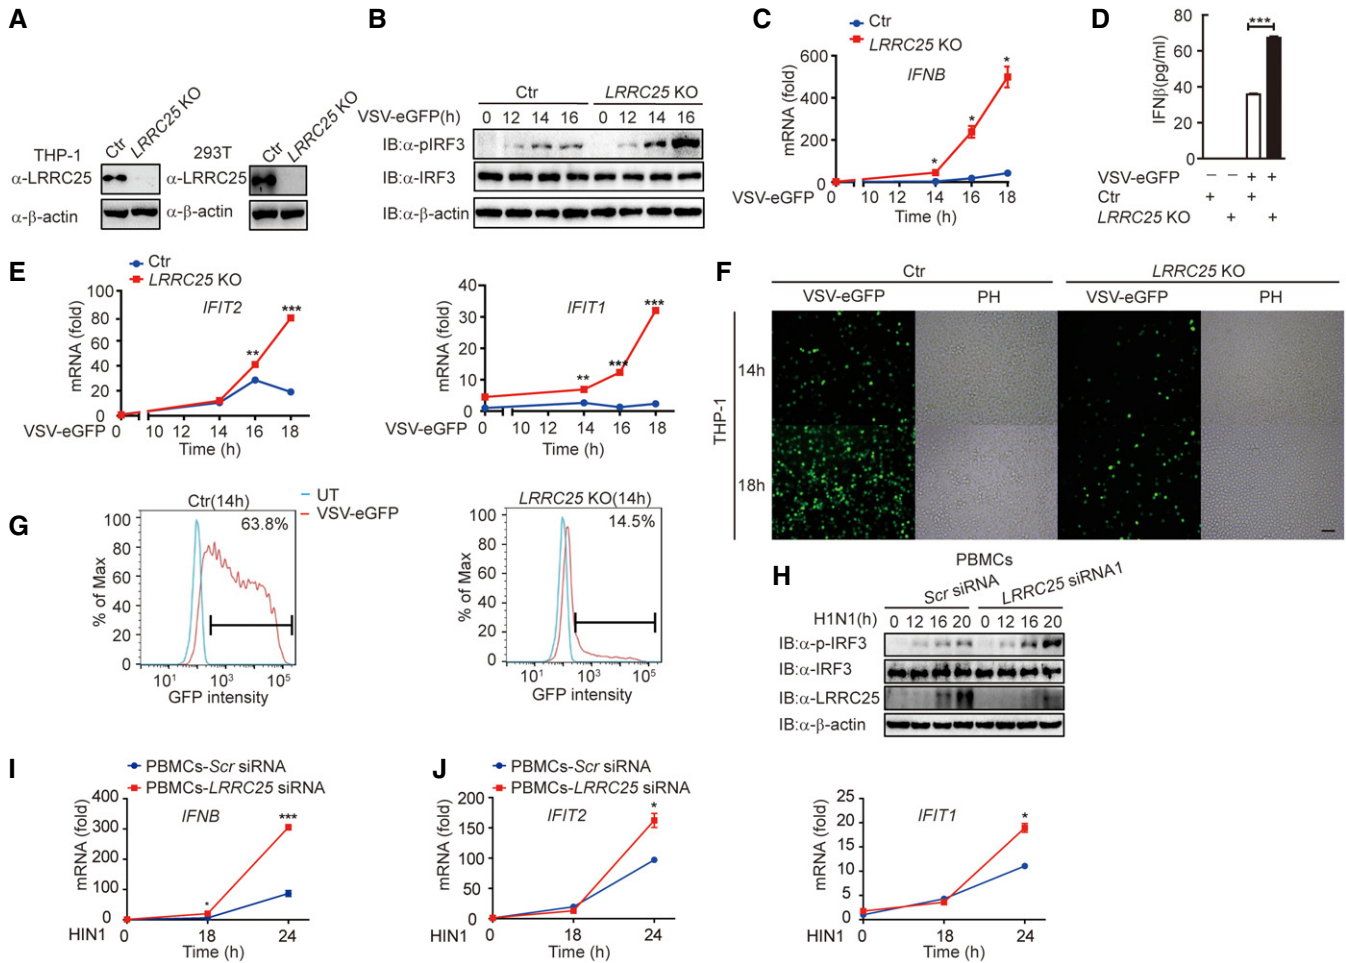 A
THP-1
Ctr
LRRC25 KO
α-LRRC25
α-β-actin
293T
Ctr
LRRC25 KO
α-LRRC25
α-β-actin
B
Ctr LRRC25 KO
VSV-eGFP(h) 0 12 14 16 0 12 14 16
IB:α-pIRF3
IB:α-IRF3
IB:α-β-actin
C
Ctr
LRRC25 KO
IFNB
mRNA (fold)
600
400
200
0
VSV-eGFP 0 10 12 14 16 18
Time (h)
* * *
D
IFNβ(pg/ml)
80
60
40
20
0
***
VSV-eGFP − − + +
Ctr + +
LRRC25 KO + +
E
Ctr
LRRC25 KO
IFIT2
mRNA (fold)
100
80
60
40
20
0
** ***
VSV-eGFP 0 10 12 14 16 18
Time (h)
IFIT1
mRNA (fold)
40
30
20
10
0
** *** ***
VSV-eGFP 0 10 12 14 16 18
Time (h)
F
Ctr LRRC25 KO
VSV-eGFP PH VSV-eGFP PH
THP-1
14h
18h
G
Ctr(14h)
UT
VSV-eGFP
63.8%
% of Max
100
80
60
40
20
0
10¹ 10³ 10⁵
GFP intensity
LRRC25 KO(14h)
14.5%
% of Max
100
80
60
40
20
0
10¹ 10³ 10⁵
GFP intensity
H
PBMCs
Scr siRNA LRRC25 siRNA1
H1N1(h) 0 12 16 20 0 12 16 20
IB:α-p-IRF3
IB:α-IRF3
IB:α-LRRC25
IB:α-β-actin
I
PBMCs-Scr siRNA
PBMCs-LRRC25 siRNA
IFNB
mRNA (fold)
400
300
200
100
0
* ***
HIN1 0 18 24
Time (h)
J
PBMCs-Scr siRNA
PBMCs-LRRC25 siRNA
IFIT2
mRNA (fold)
200
150
100
50
0
*
HIN1 0 18 24
Time (h)
IFIT1
mRNA (fold)
25
20
15
10
5
0
*
HIN1 0 18 24
Time (h)